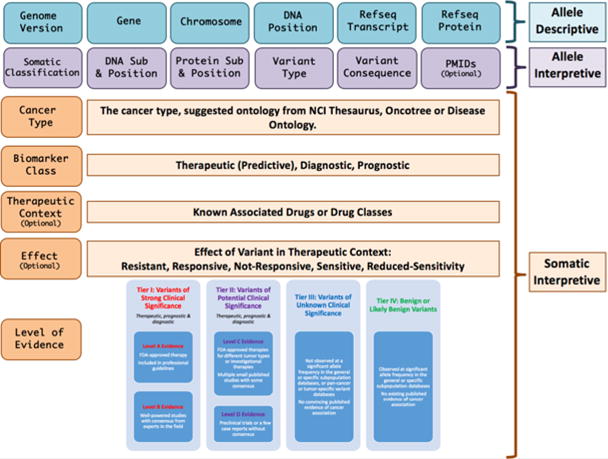 Genome Version
Gene
Chromosome
DNA Position
Refseq Transcript
Refseq Protein
Allele Descriptive
Somatic Classification
DNA Sub & Position
Protein Sub & Position
Variant Type
Variant Consequence
PMIDs (Optional)
Allele Interpretive
Cancer Type
The cancer type, suggested ontology from NCI Thesaurus, Oncotree or Disease
Ontology.
Biomarker Class
Therapeutic (Predictive), Diagnostic, Prognostic
Therapeutic Context (Optional)
Known Associated Drugs or Drug Classes
Effect (Optional)
Effect of Variant in Therapeutic Context:
Resistant, Responsive, Not-Responsive, Sensitive, Reduced-Sensitivity
Somatic Interpretive
Level of Evidence
Tier I: Variants of
Strong Clinical
Significance
Therapeutic, prognostic &
diagnostic
Level A Evidence
FDA-approved therapy
Included in professional
guidelines
Level B Evidence
Well-powered studies
with consensus from
experts in the field
Tier II: Variants of
Potential Clinical
Significance
Therapeutic, prognostic &
diagnostic
Level C Evidence
FDA-approved therapies
for different tumor types
or investigational
therapies
Multiple small published
studies with some
consensus
Level D Evidence
Preclinical trials or a few
case reports without
consensus
Tier III: Variants of
Unknown Clinical
Significance
Not observed at a
significant allele
frequency in the general
or specific subpopulation
databases, or pan-cancer
or tumor-specific variant
databases
No convincing published
evidence of cancer
association
Tier IV: Benign or
Likely Benign Variants
Observed at significant
allele frequency in the
general or specific
subpopulation databases
No existing published
evidence of cancer
association